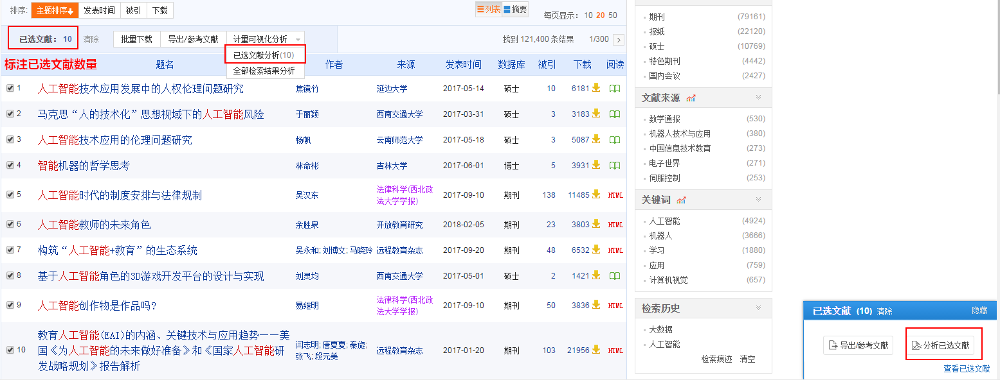 排序: 主题排序 发表时间 被引 下载 列表 摘要 每页显示: 10 20 50
已选文献: 10 清除 批量下载 导出/参考文献 计量可视化分析 找到 121,400 条结果 1/300
已选文献分析(10)
全部检索结果分析
标注已选文献数量 题名 作者 来源 发表时间 数据库 被引 下载 阅读
1 人工智能技术应用发展中的人权伦理问题研究 焦镜竹 延边大学 2017-05-14 硕士 10 6181
2 马克思“人的技术化”思想视域下的人工智能风险 于丽颖 西南交通大学 2017-03-31 硕士 3 3183
3 人工智能技术应用的伦理问题研究 杨帆 云南师范大学 2017-05-18 硕士 3 5087
4 智能机器的哲学思考 林命彬 吉林大学 2017-06-01 博士 5 3931
5 人工智能时代的制度安排与法律规制 吴汉东 法律科学(西北政
法大学学报) 2017-09-10 期刊 138 11485 HTML
6 人工智能教师的未来角色 余胜泉 开放教育研究 2018-02-05 期刊 23 3803 HTML
7 构筑“人工智能+教育”的生态系统 吴永和; 刘博文; 马晓玲 远程教育杂志 2017-09-20 期刊 48 6532 HTML
8 基于人工智能角色的3D游戏开发平台的设计与实现 刘灵均 西南交通大学 2017-05-01 硕士 2 1421
9 人工智能创作物是作品吗? 易继明 法律科学(西北政
法大学学报) 2017-09-10 期刊 50 3836 HTML
10 教育人工智能(EAI)的内涵、关键技术与应用趋势——美
国《为人工智能的未来做好准备》和《国家人工智能研
发战略规划》报告解析 闫志明; 唐夏夏; 秦旋;
张飞; 段元美 远程教育杂志 2017-01-20 期刊 103 21956 HTML
期刊 (79161)
报纸 (22120)
硕士 (10769)
特色期刊 (4442)
国内会议 (2427)
文献来源
数学通报 (530)
机器人技术与应用 (380)
中国信息技术教育 (273)
电子世界 (271)
伺服控制 (253)
关键词
人工智能 (4924)
机器人 (3666)
学习 (1880)
应用 (759)
计算机视觉 (657)
检索历史
大数据
人工智能
检索痕迹 清空
已选文献 (10) 清除 隐藏
导出/参考文献 分析已选文献
查看已选文献